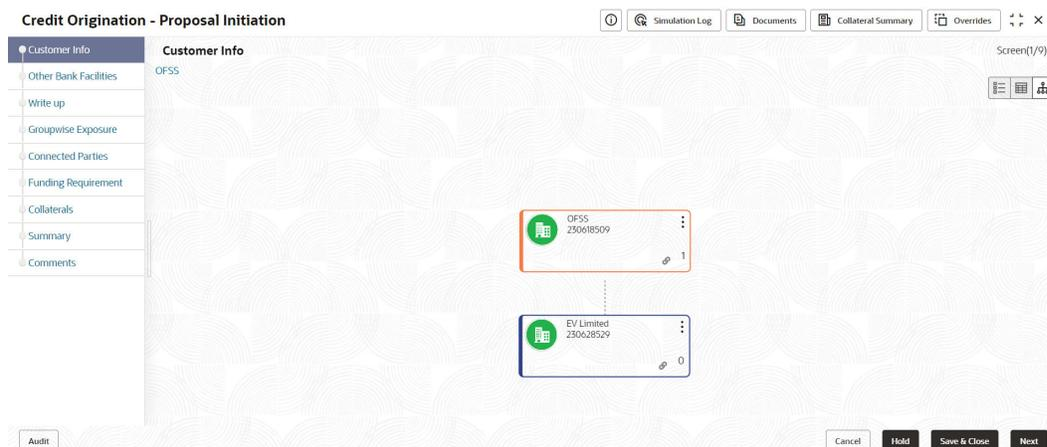 Credit Origination - Proposal Initiation
Simulation Log
Documents
Collateral Summary
Overrides
Customer Info
Other Bank Facilities
Write up
Groupwise Exposure
Connected Parties
Funding Requirement
Collaterals
Summary
Comments
Customer Info
Screen(1/9)
OFSS
OFSS
230618509
1
EV Limited
230628529
0
Audit
Cancel
Hold
Save & Close
Next